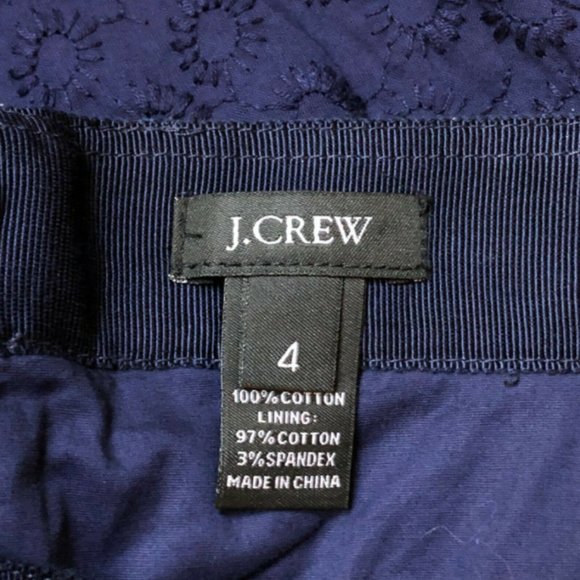 J.CREW
4
100% COTTON
LINING:
97% COTTON
3% SPANDEX
MADE IN CHINA